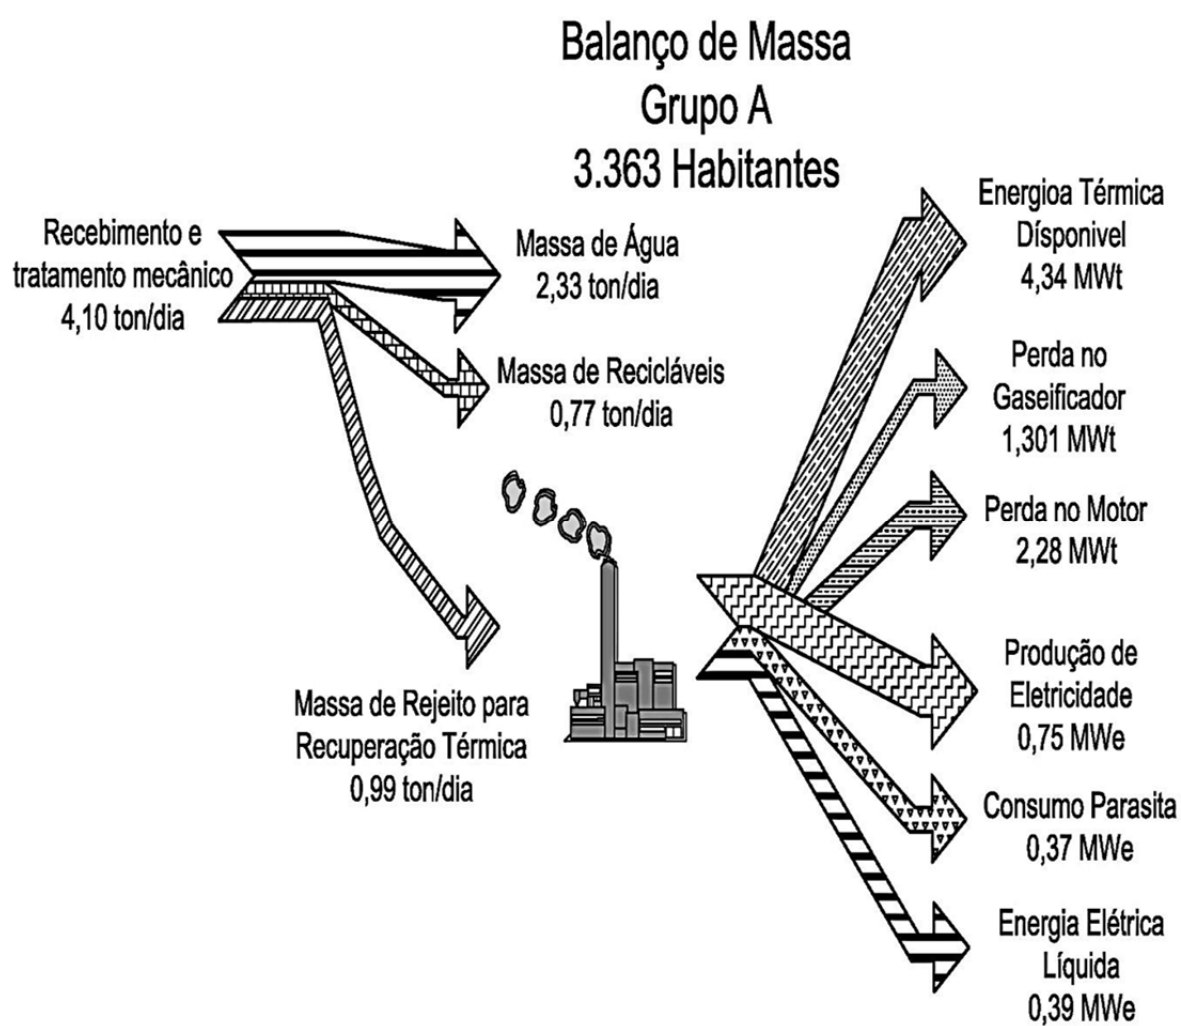 Balanço de Massa
Grupo A
3.363 Habitantes
Recebimento e
tratamento mecânico
4,10 ton/dia
Massa de Água
2,33 ton/dia
Massa de Recicláveis
0,77 ton/dia
Massa de Rejeito para
Recuperação Térmica
0,99 ton/dia
Energioa Térmica
Dísponivel
4,34 MWt
Perda no
Gaseificador
1,301 MWt
Perda no Motor
2,28 MWt
Produção de
Eletricidade
0,75 MWe
Consumo Parasita
0,37 MWe
Energia Elétrica
Líquida
0,39 MWe